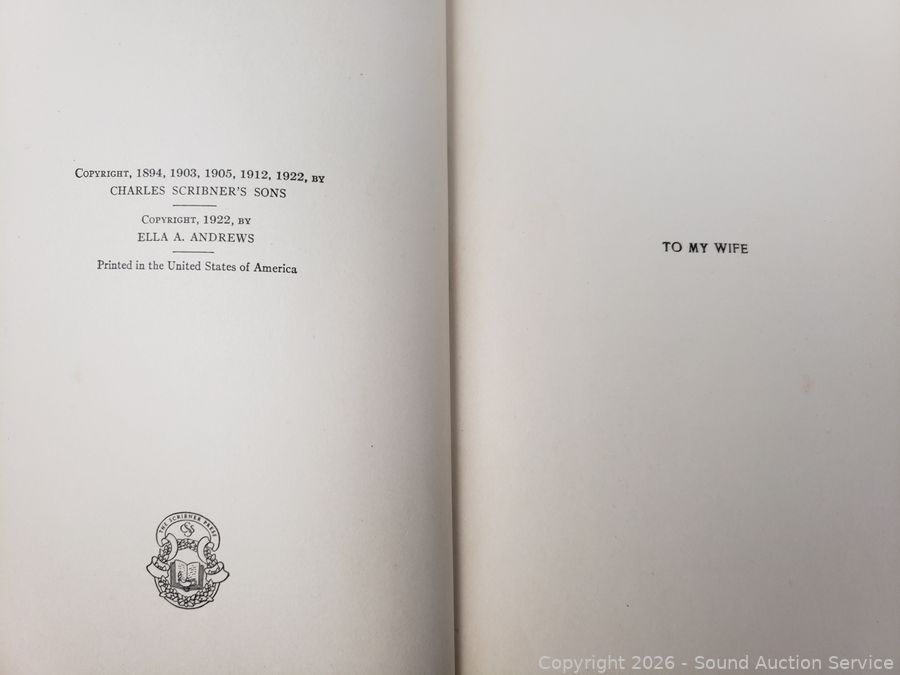 Copyright, 1894, 1903, 1905, 1912, 1922, by
CHARLES SCRIBNER'S SONS
Copyright, 1922, by
ELLA A. ANDREWS
Printed in the United States of America
THE SCRIBNER PRESS
TO MY WIFE
Copyright 2026 - Sound Auction Service